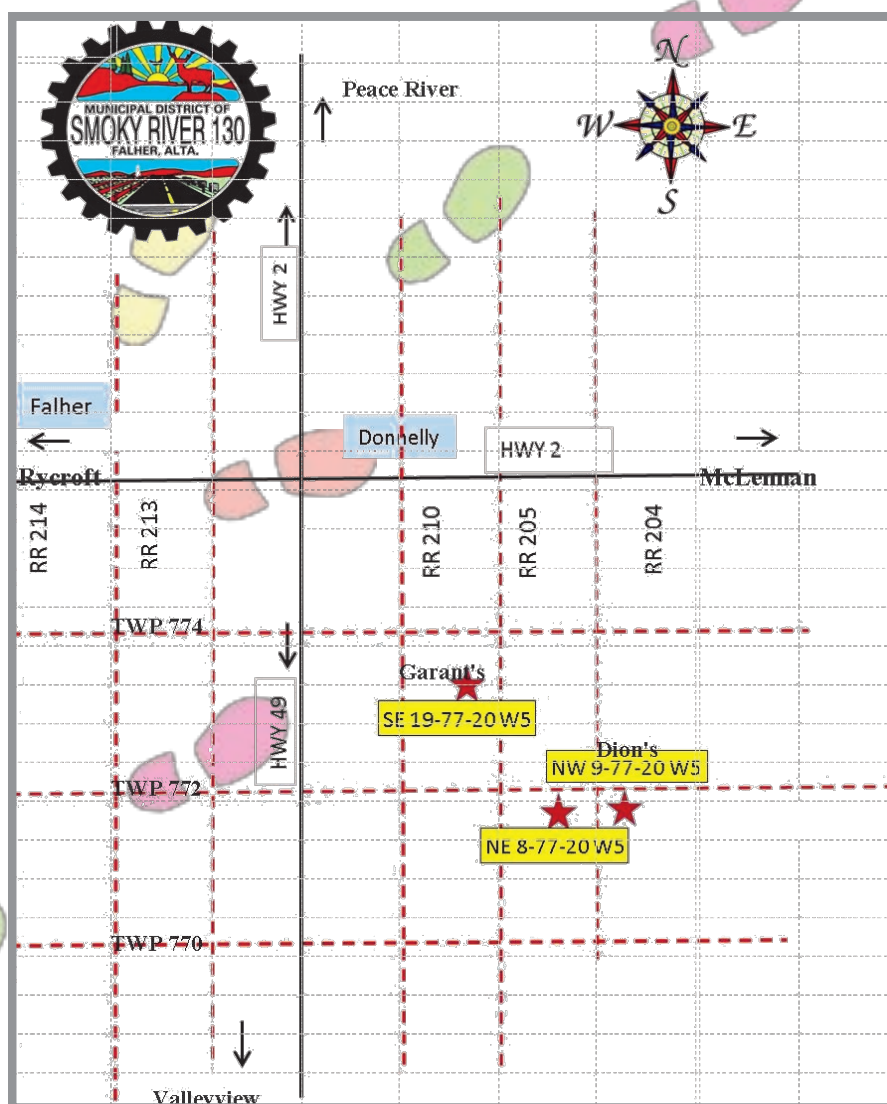 N
Peace River
MUNICIPAL DISTRICT OF
SMOKY RIVER 130
FALHER, ALTA.
W E
S
HWY 2
Falher
Donnelly
HWY 2
Rycroft
McLennan
RR 214
RR 213
RR 210
RR 205
RR 204
TWP 774
Garant's
HWY 49
SE 19-77-20 W5
Dion's
NW 9-77-20 W5
TWP 772
NE 8-77-20 W5
TWP 770
Valleyview